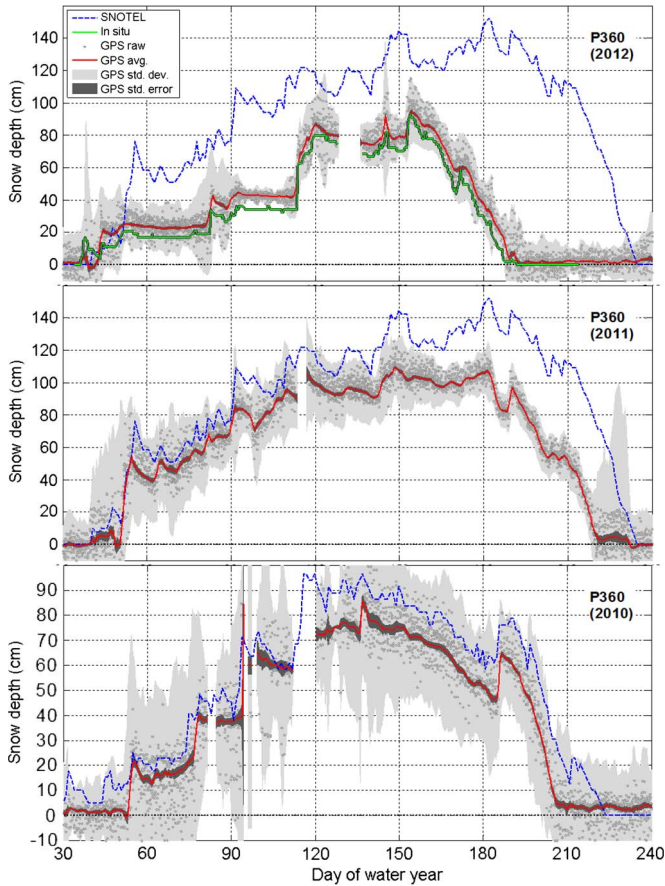 SNOTEL
In situ
GPS raw
GPS avg.
GPS std. dev.
GPS std. error
P360
(2012)
Snow depth (cm)
140
120
100
80
60
40
20
0
P360
(2011)
Snow depth (cm)
140
120
100
80
60
40
20
0
P360
(2010)
Snow depth (cm)
90
80
70
60
50
40
30
20
10
0
-10
30 60 90 120 150 180 210 240
Day of water year